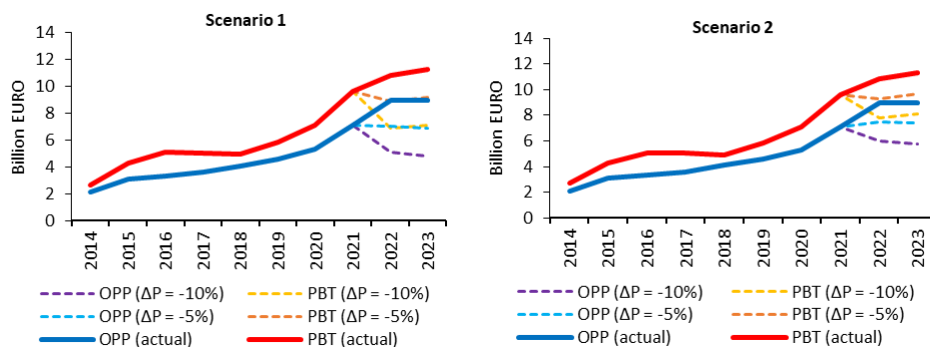 Scenario 1
Billion EURO
14
12
10
8
6
4
2
0
2014
2015
2016
2017
2018
2019
2020
2021
2022
2023
OPP (ΔP = -10%)
PBT (ΔP = -10%)
OPP (ΔP = -5%)
PBT (ΔP = -5%)
OPP (actual)
PBT (actual)
Scenario 2
Billion EURO
14
12
10
8
6
4
2
0
2014
2015
2016
2017
2018
2019
2020
2021
2022
2023
OPP (ΔP = -10%)
PBT (ΔP = -10%)
OPP (ΔP = -5%)
PBT (ΔP = -5%)
OPP (actual)
PBT (actual)